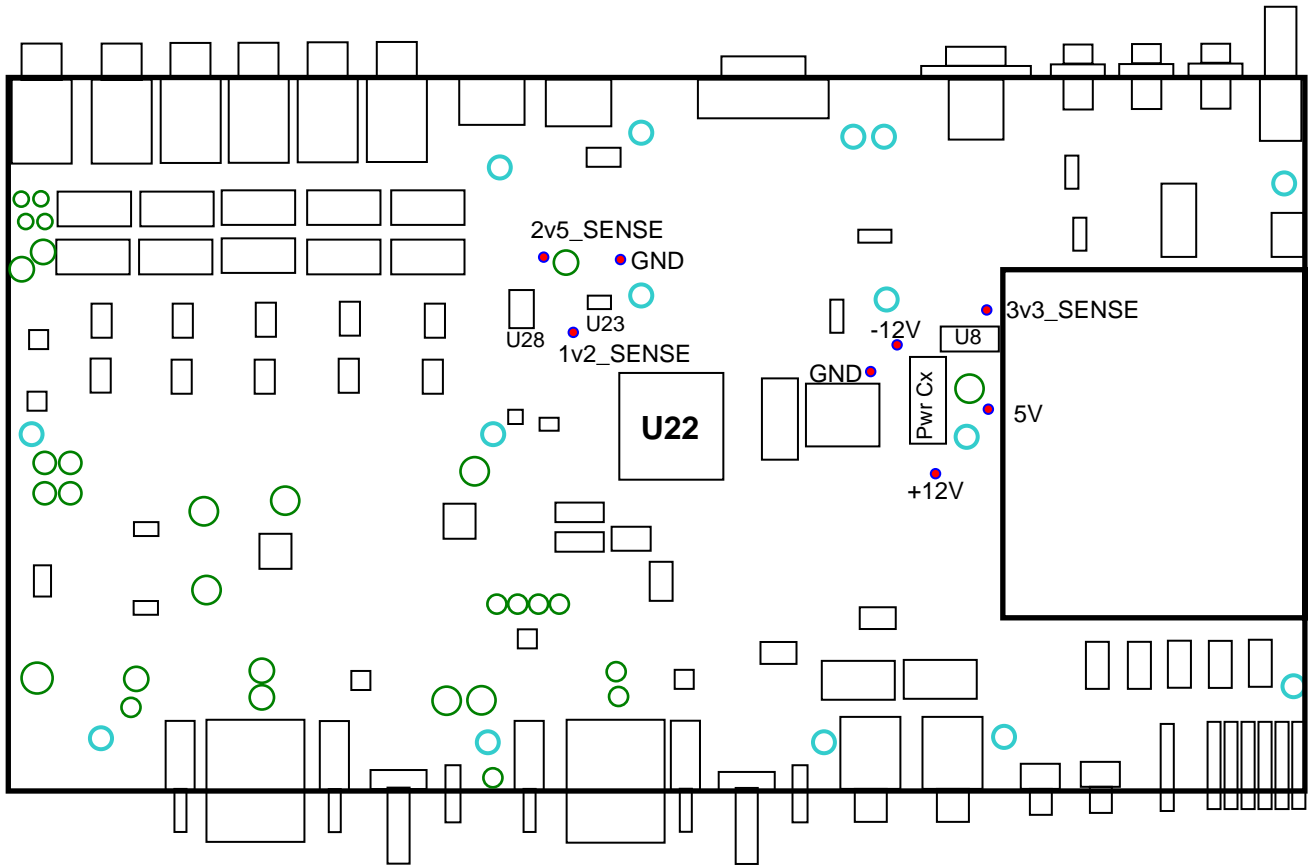 2v5_SENSE
GND
U28
U23
1v2_SENSE
3v3_SENSE
-12V
U8
GND
Pwr Cx
5V
U22
+12V